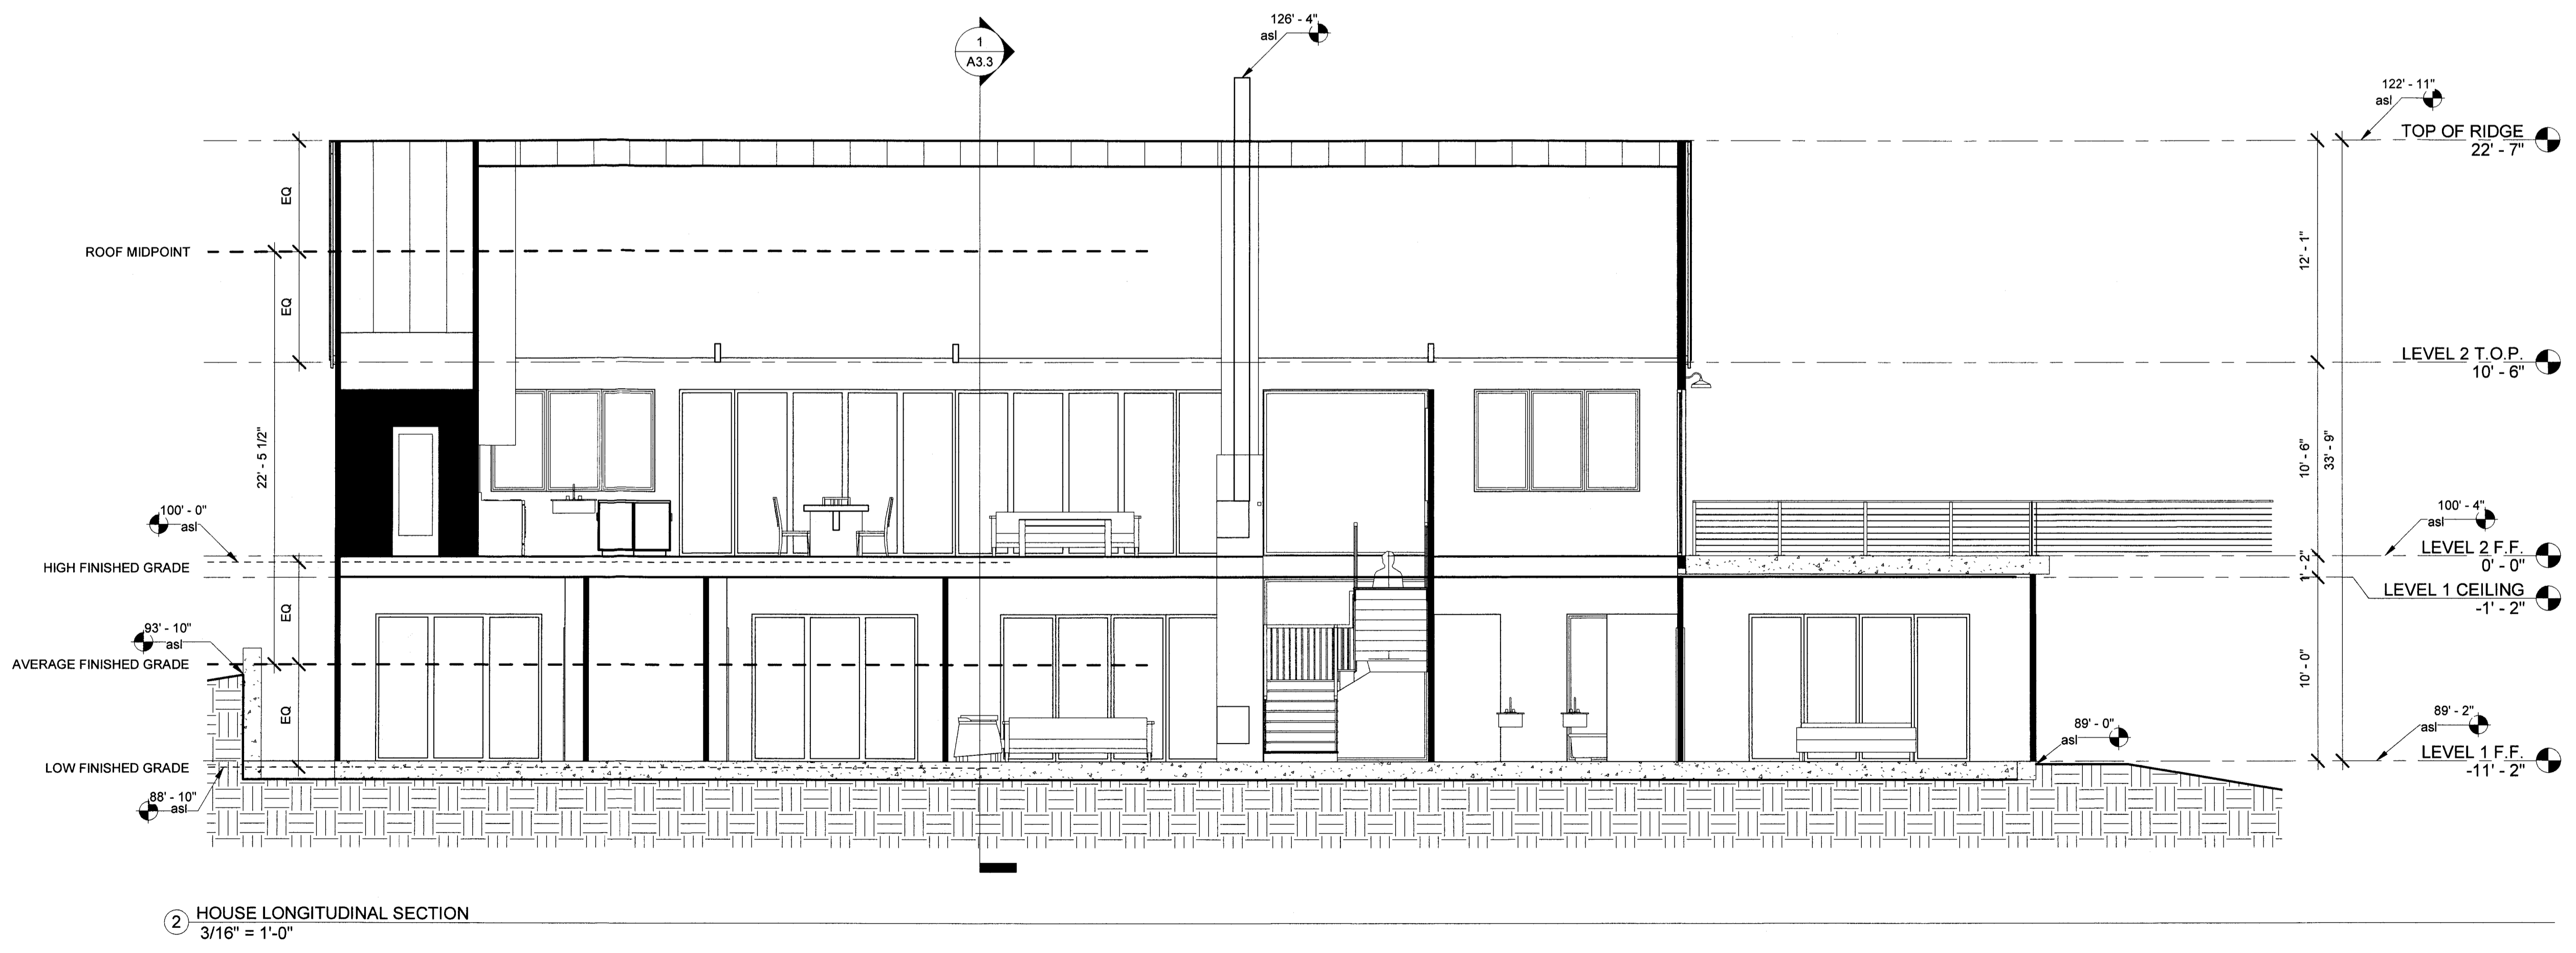 126' - 4"
asl
1
A3.3
122' - 11"
asl
TOP OF RIDGE
22' - 7"
EQ
ROOF MIDPOINT
12' - 1"
EQ
LEVEL 2 T.O.P.
10' - 6"
22' - 5 1/2"
10' - 6"
33' - 9"
100' - 0"
asl
100' - 4"
asl
LEVEL 2 F.F.
0' - 0"
HIGH FINISHED GRADE
1' - 2"
LEVEL 1 CEILING
-1' - 2"
EQ
93' - 10"
asl
AVERAGE FINISHED GRADE
10' - 0"
EQ
89' - 0"
asl
89' - 2"
asl
LEVEL 1 F.F.
-11' - 2"
LOW FINISHED GRADE
88' - 10"
asl
2
HOUSE LONGITUDINAL SECTION
3/16" = 1'-0"